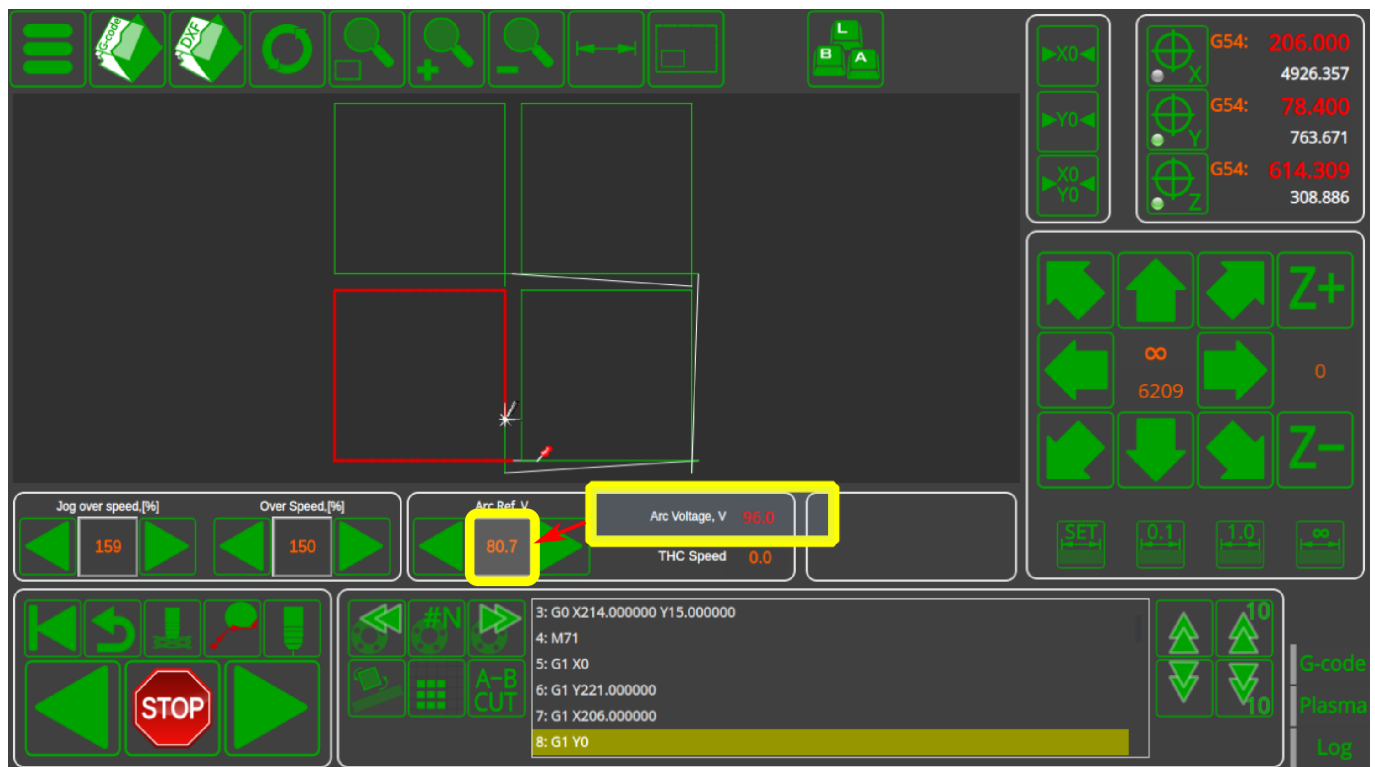 G-code
DXF
L
B A
X0
Y0
X0
Y0
G54: 206.000
4926.357
X
G54: 78.400
763.671
Y
G54: 614.309
308.886
Z
Z+
∞
6209
0
Z−
SET
0.1
1.0
∞
Jog over speed,[%]
159
Over Speed,[%]
150
Arc Ref, V
80.7
Arc Voltage, V 96.0
THC Speed 0.0
STOP
#N
A-B
CUT
3: G0 X214.000000 Y15.000000
4: M71
5: G1 X0
6: G1 Y221.000000
7: G1 X206.000000
8: G1 Y0
10
10
G-code
Plasma
Log